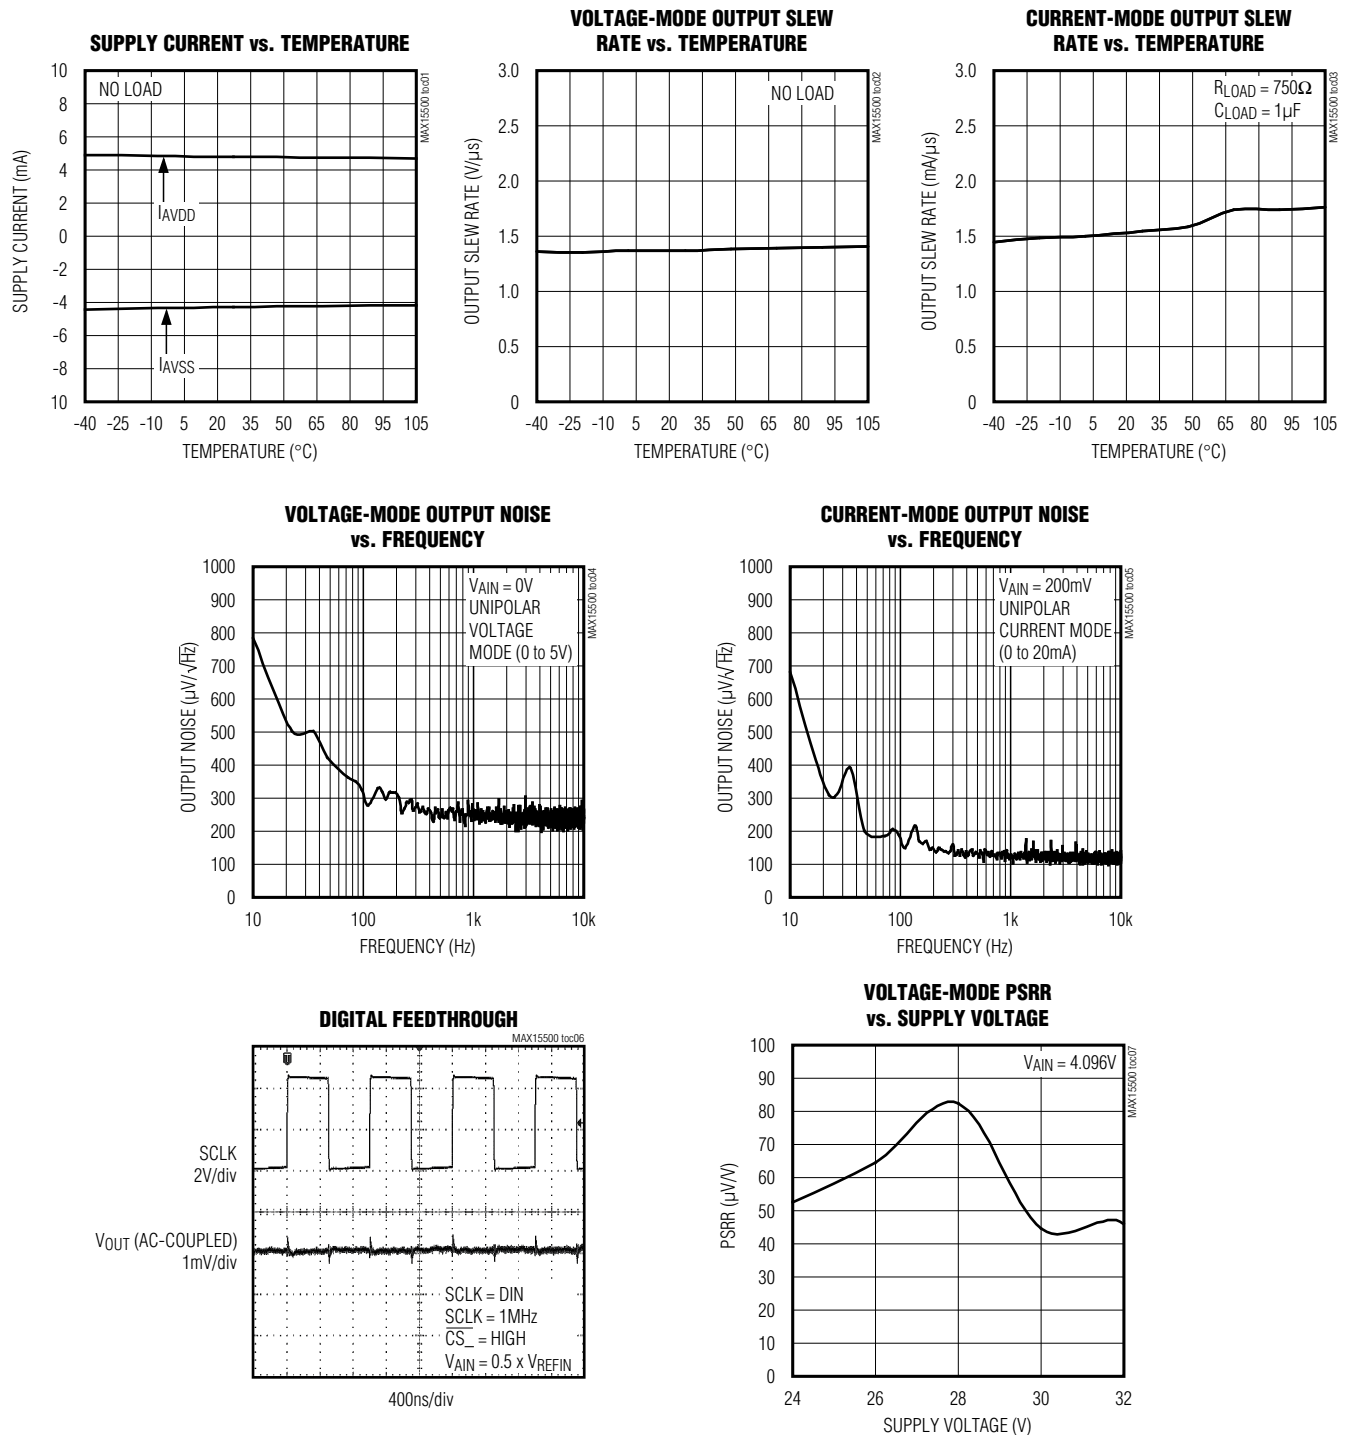 SUPPLY CURRENT vs. TEMPERATURE
MAX15500 toc01
SUPPLY CURRENT (mA)
10
8
6
4
2
0
-2
-4
-6
-8
10
NO LOAD
IAVDD
IAVSS
-40 -25 -10 5 20 35 50 65 80 95 105
TEMPERATURE (°C)
VOLTAGE-MODE OUTPUT SLEW
RATE vs. TEMPERATURE
MAX15500 toc02
OUTPUT SLEW RATE (V/µs)
3.0
2.5
2.0
1.5
1.0
0.5
0
NO LOAD
-40 -25 -10 5 20 35 50 65 80 95 105
TEMPERATURE (°C)
CURRENT-MODE OUTPUT SLEW
RATE vs. TEMPERATURE
MAX15500 toc03
OUTPUT SLEW RATE (mA/µs)
3.0
2.5
2.0
1.5
1.0
0.5
0
RLOAD = 750Ω
CLOAD = 1µF
-40 -25 -10 5 20 35 50 65 80 95 105
TEMPERATURE (°C)
VOLTAGE-MODE OUTPUT NOISE
vs. FREQUENCY
MAX15500 toc04
OUTPUT NOISE (µV/√Hz)
1000
900
800
700
600
500
400
300
200
100
0
VAIN = 0V
UNIPOLAR
VOLTAGE
MODE (0 to 5V)
10 100 1k 10k
FREQUENCY (Hz)
CURRENT-MODE OUTPUT NOISE
vs. FREQUENCY
MAX15500 toc05
OUTPUT NOISE (µV/√Hz)
1000
900
800
700
600
500
400
300
200
100
0
VAIN = 200mV
UNIPOLAR
CURRENT MODE
(0 to 20mA)
10 100 1k 10k
FREQUENCY (Hz)
DIGITAL FEEDTHROUGH
MAX15500 toc06
SCLK
2V/div
VOUT (AC-COUPLED)
1mV/div
SCLK = DIN
SCLK = 1MHz
CS_ = HIGH
VAIN = 0.5 x VREFIN
400ns/div
VOLTAGE-MODE PSRR
vs. SUPPLY VOLTAGE
MAX15500 toc07
PSRR (µV/V)
100
90
80
70
60
50
40
30
20
10
0
VAIN = 4.096V
24 26 28 30 32
SUPPLY VOLTAGE (V)